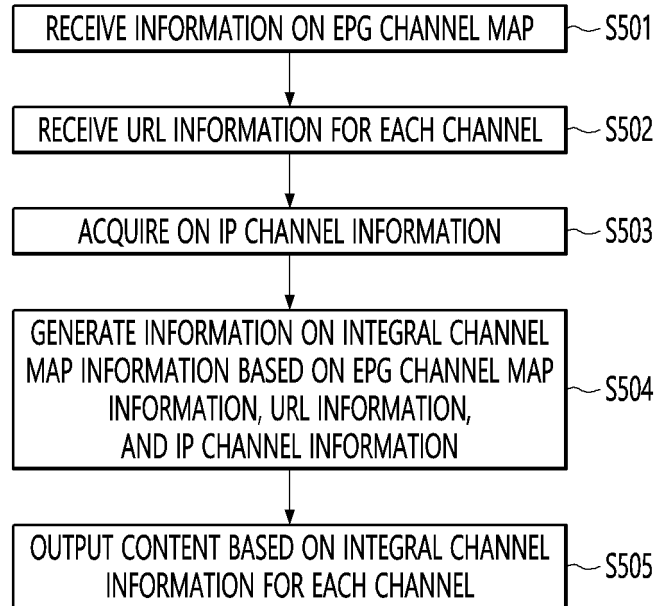 RECEIVE INFORMATION ON EPG CHANNEL MAP
S501
RECEIVE URL INFORMATION FOR EACH CHANNEL
S502
ACQUIRE ON IP CHANNEL INFORMATION
S503
GENERATE INFORMATION ON INTEGRAL CHANNEL
MAP INFORMATION BASED ON EPG CHANNEL MAP
INFORMATION, URL INFORMATION,
AND IP CHANNEL INFORMATION
S504
OUTPUT CONTENT BASED ON INTEGRAL CHANNEL
INFORMATION FOR EACH CHANNEL
S505